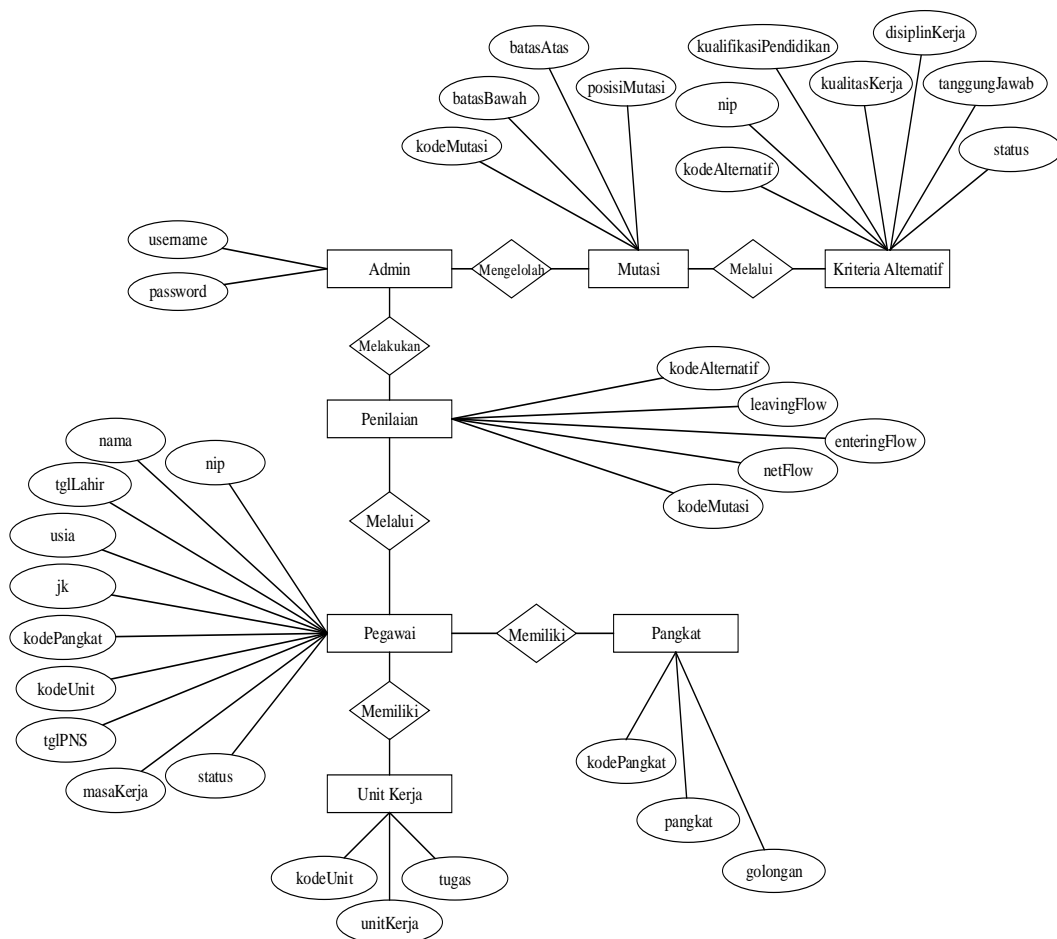 batasAtas
batasBawah
posisiMutasi
kodeMutasi
kualifikasiPendidikan
disiplinKerja
kualitasKerja
tanggungJawab
nip
status
kodeAlternatif
username
password
Admin
Mengelolah
Mutasi
Melalui
Kriteria Alternatif
Melakukan
Penilaian
kodeAlternatif
leavingFlow
enteringFlow
netFlow
kodeMutasi
Melalui
nama
nip
tglLahir
usia
jk
kodePangkat
kodeUnit
tglPNS
masaKerja
status
Pegawai
Memiliki
Pangkat
kodePangkat
pangkat
golongan
Memiliki
Unit Kerja
kodeUnit
unitKerja
tugas